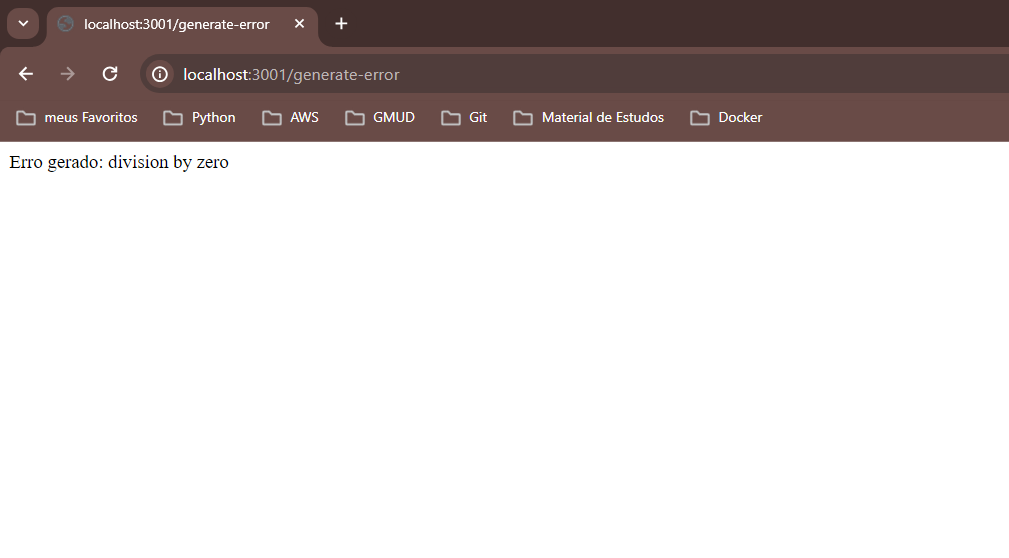 localhost:3001/generate-error
localhost:3001/generate-error
meus Favoritos Python AWS GMUD Git Material de Estudos Docker
Erro gerado: division by zero